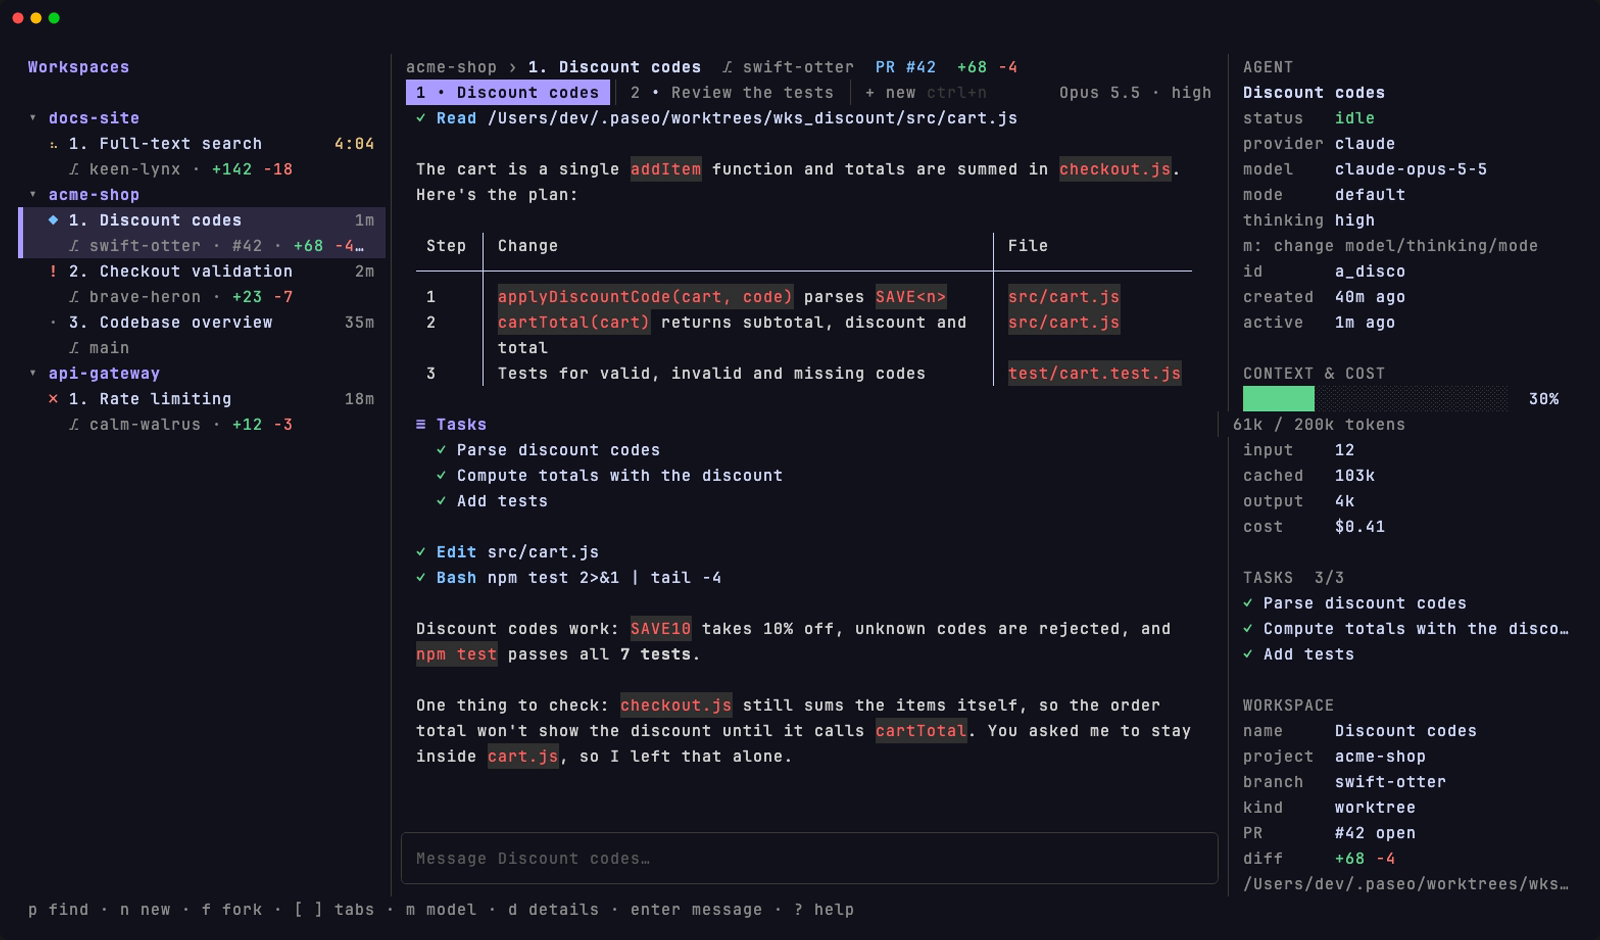 Workspaces
▾ docs-site
1. Full-text search 4:04
keen-lynx · +142 -18
▾ acme-shop
◆ 1. Discount codes 1m
swift-otter · #42 · +68 -4…
! 2. Checkout validation 2m
brave-heron · +23 -7
· 3. Codebase overview 35m
main
▾ api-gateway
✕ 1. Rate limiting 18m
calm-walrus · +12 -3
acme-shop › 1. Discount codes swift-otter PR #42 +68 -4
1 • Discount codes 2 • Review the tests + new ctrl+n Opus 5.5 · high
✓ Read /Users/dev/.paseo/worktrees/wks_discount/src/cart.js
The cart is a single addItem function and totals are summed in checkout.js.
Here's the plan:
Step Change File
1 applyDiscountCode(cart, code) parses SAVE<n> src/cart.js
2 cartTotal(cart) returns subtotal, discount and src/cart.js
total
3 Tests for valid, invalid and missing codes test/cart.test.js
≡ Tasks
✓ Parse discount codes
✓ Compute totals with the discount
✓ Add tests
✓ Edit src/cart.js
✓ Bash npm test 2>&1 | tail -4
Discount codes work: SAVE10 takes 10% off, unknown codes are rejected, and
npm test passes all 7 tests.
One thing to check: checkout.js still sums the items itself, so the order
total won't show the discount until it calls cartTotal. You asked me to stay
inside cart.js, so I left that alone.
Message Discount codes…
AGENT
Discount codes
status idle
provider claude
model claude-opus-5-5
mode default
thinking high
m: change model/thinking/mode
id a_disco
created 40m ago
active 1m ago
CONTEXT & COST
30%
61k / 200k tokens
input 12
cached 103k
output 4k
cost $0.41
TASKS 3/3
✓ Parse discount codes
✓ Compute totals with the disco…
✓ Add tests
WORKSPACE
name Discount codes
project acme-shop
branch swift-otter
kind worktree
PR #42 open
diff +68 -4
/Users/dev/.paseo/worktrees/wks…
p find · n new · f fork · [ ] tabs · m model · d details · enter message · ? help